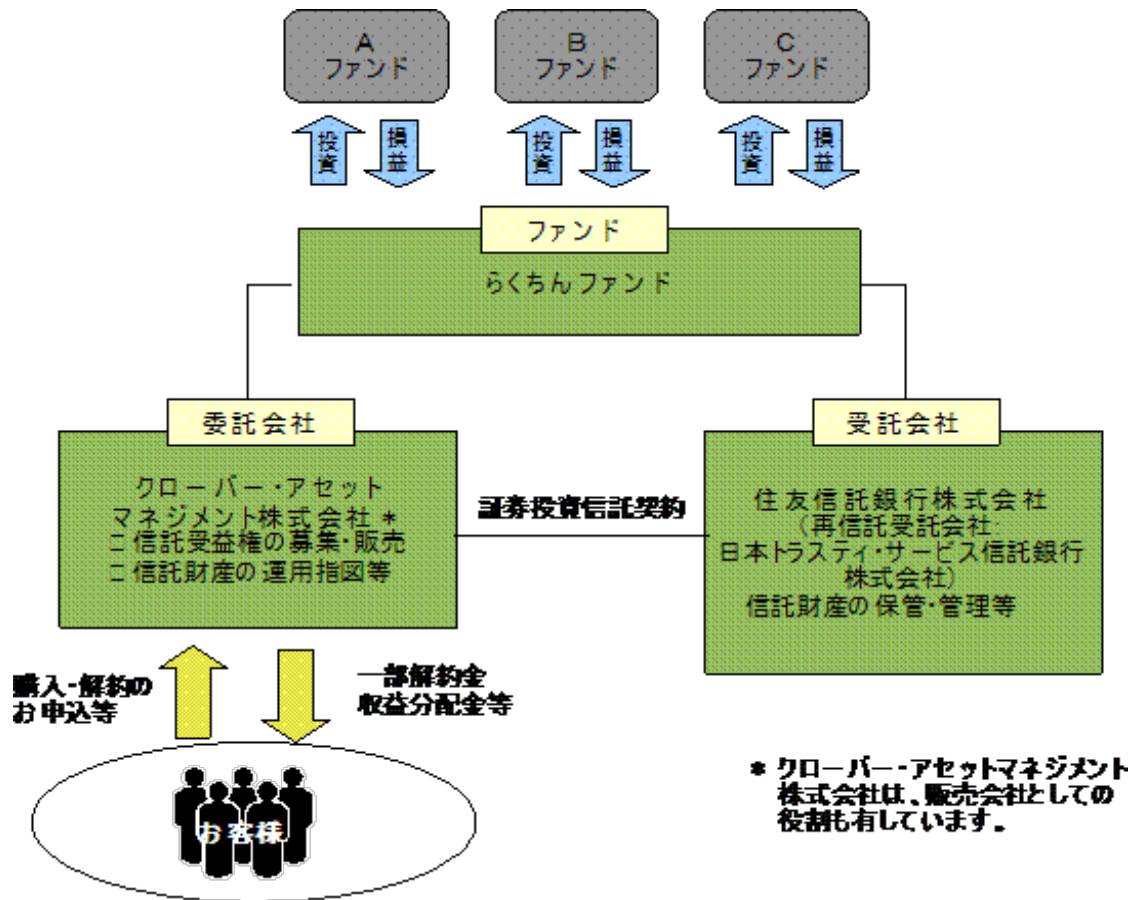 A
ファンド
B
ファンド
C
ファンド
投資
損益
投資
損益
投資
損益
ファンド
らくちんファンド
委託会社
クローバー・アセット
マネジメント株式会社 *
□信託受益権の募集・販売
□信託財産の運用指図等
証券投資信託契約
受託会社
住友信託銀行株式会社
(再信託受託会社:
日本トラスティ・サービス信託銀行
株式会社)
信託財産の保管・管理等
購入・解約の
お申込等
一部解約金
収益分配金等
お客様
* クローバー・アセットマネジメント
株式会社は、販売会社としての
役割も有しています。